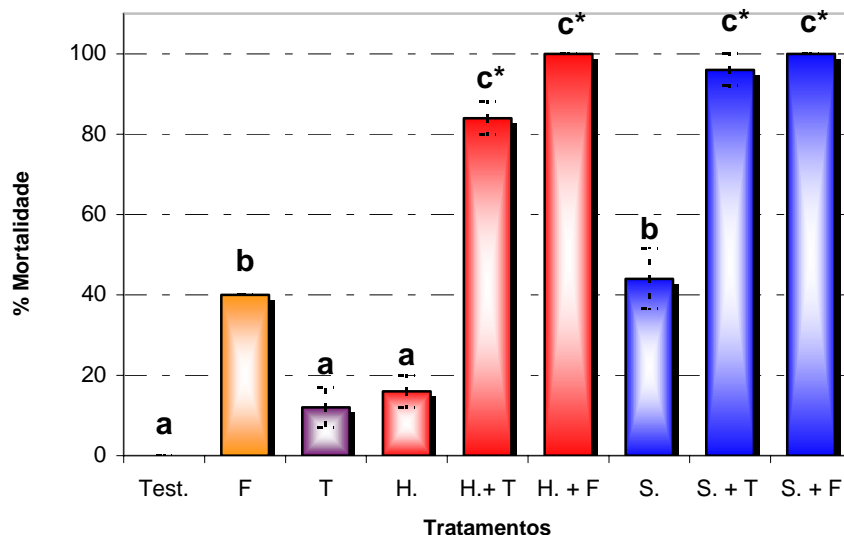 c*
c*
c*
c*
100
80
60
b
b
40
a
a
20
a
0
% Mortalidade
Test.
F
T
H.
H.+ T
H. + F
S.
S. + T
S. + F
Tratamentos